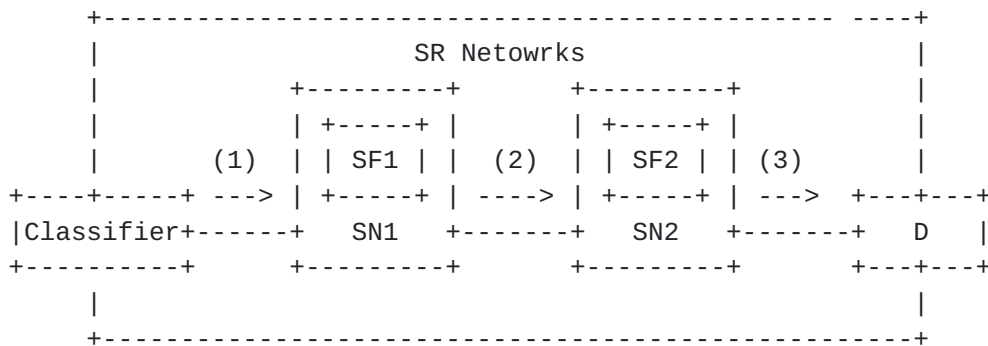 SR Netowrks
(1) SF1 (2) SF2 (3)
---> ----> --->
Classifier SN1 SN2 D